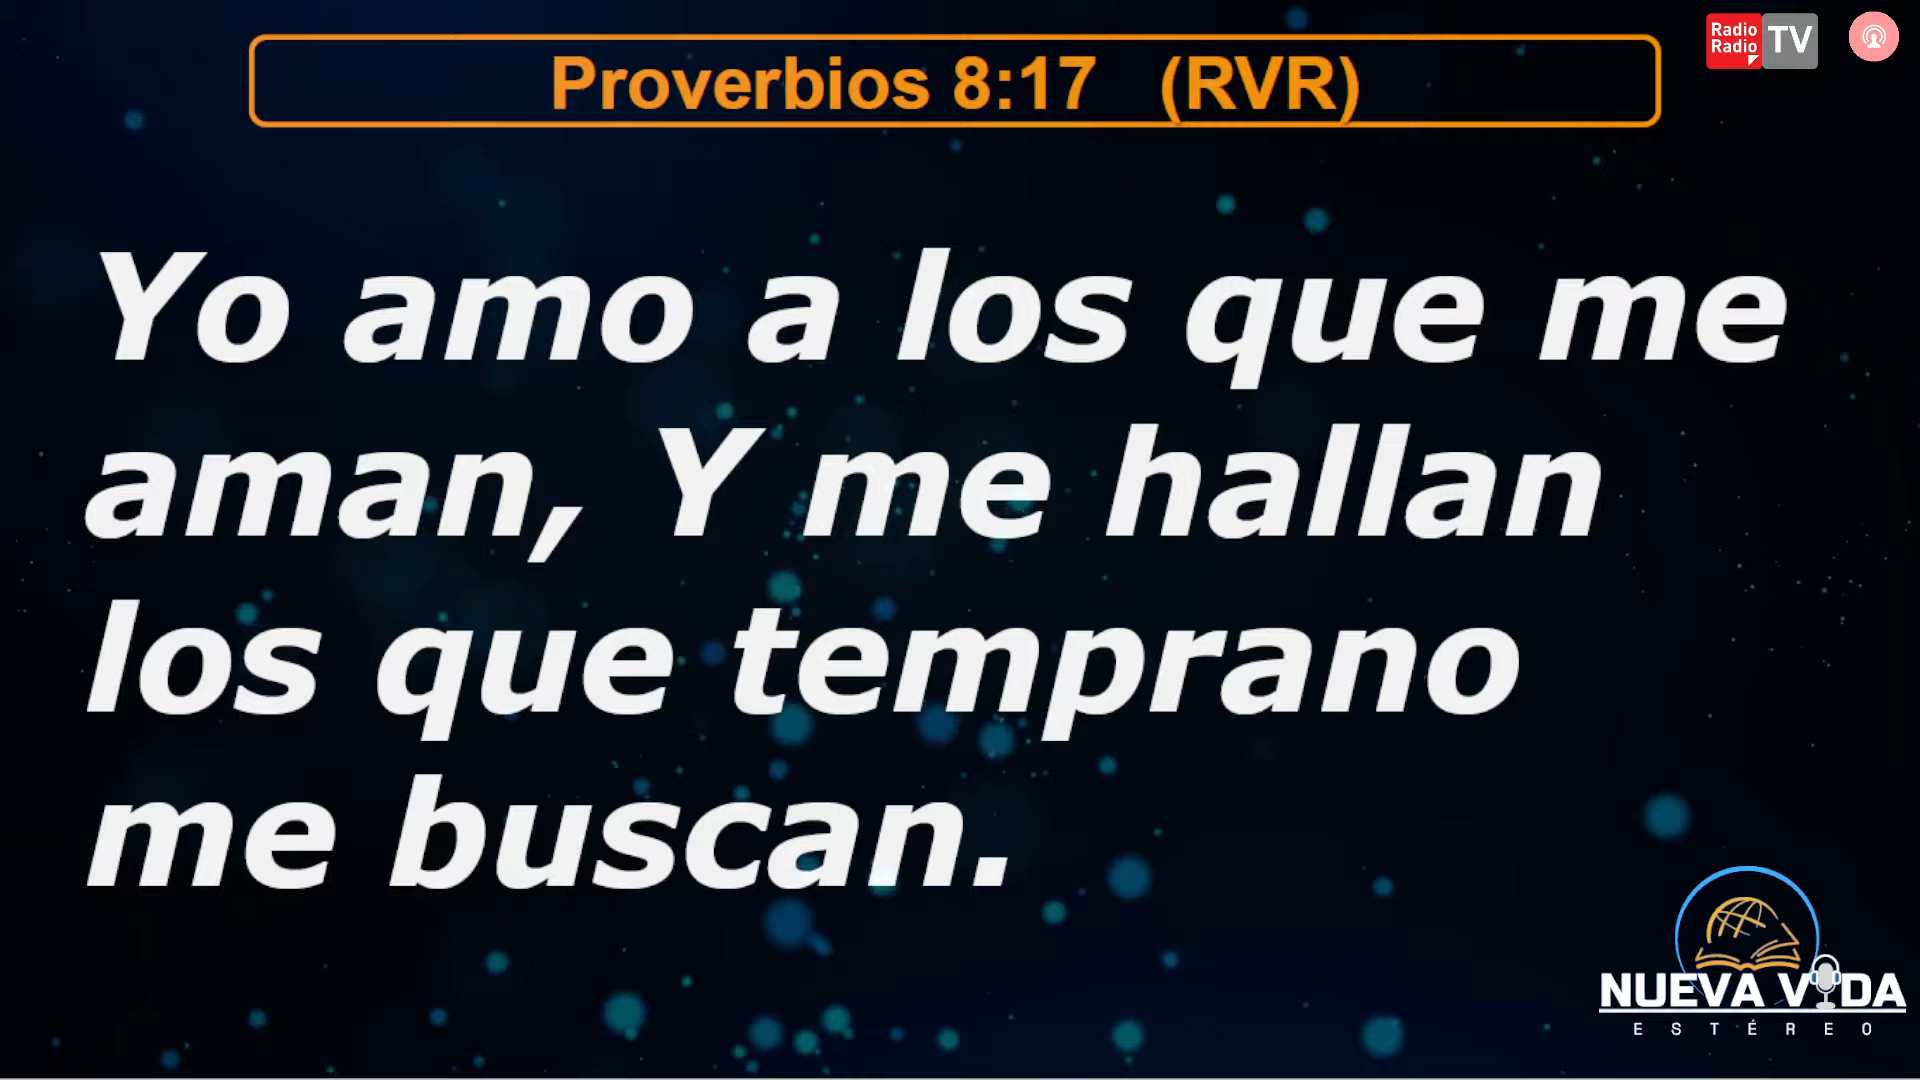 Radio
Radio TV
Proverbios 8:17 (RVR)
Yo amo a los que me
aman, Y me hallan
los que temprano
me buscan.
NUEVA VIDA
ESTÉREO